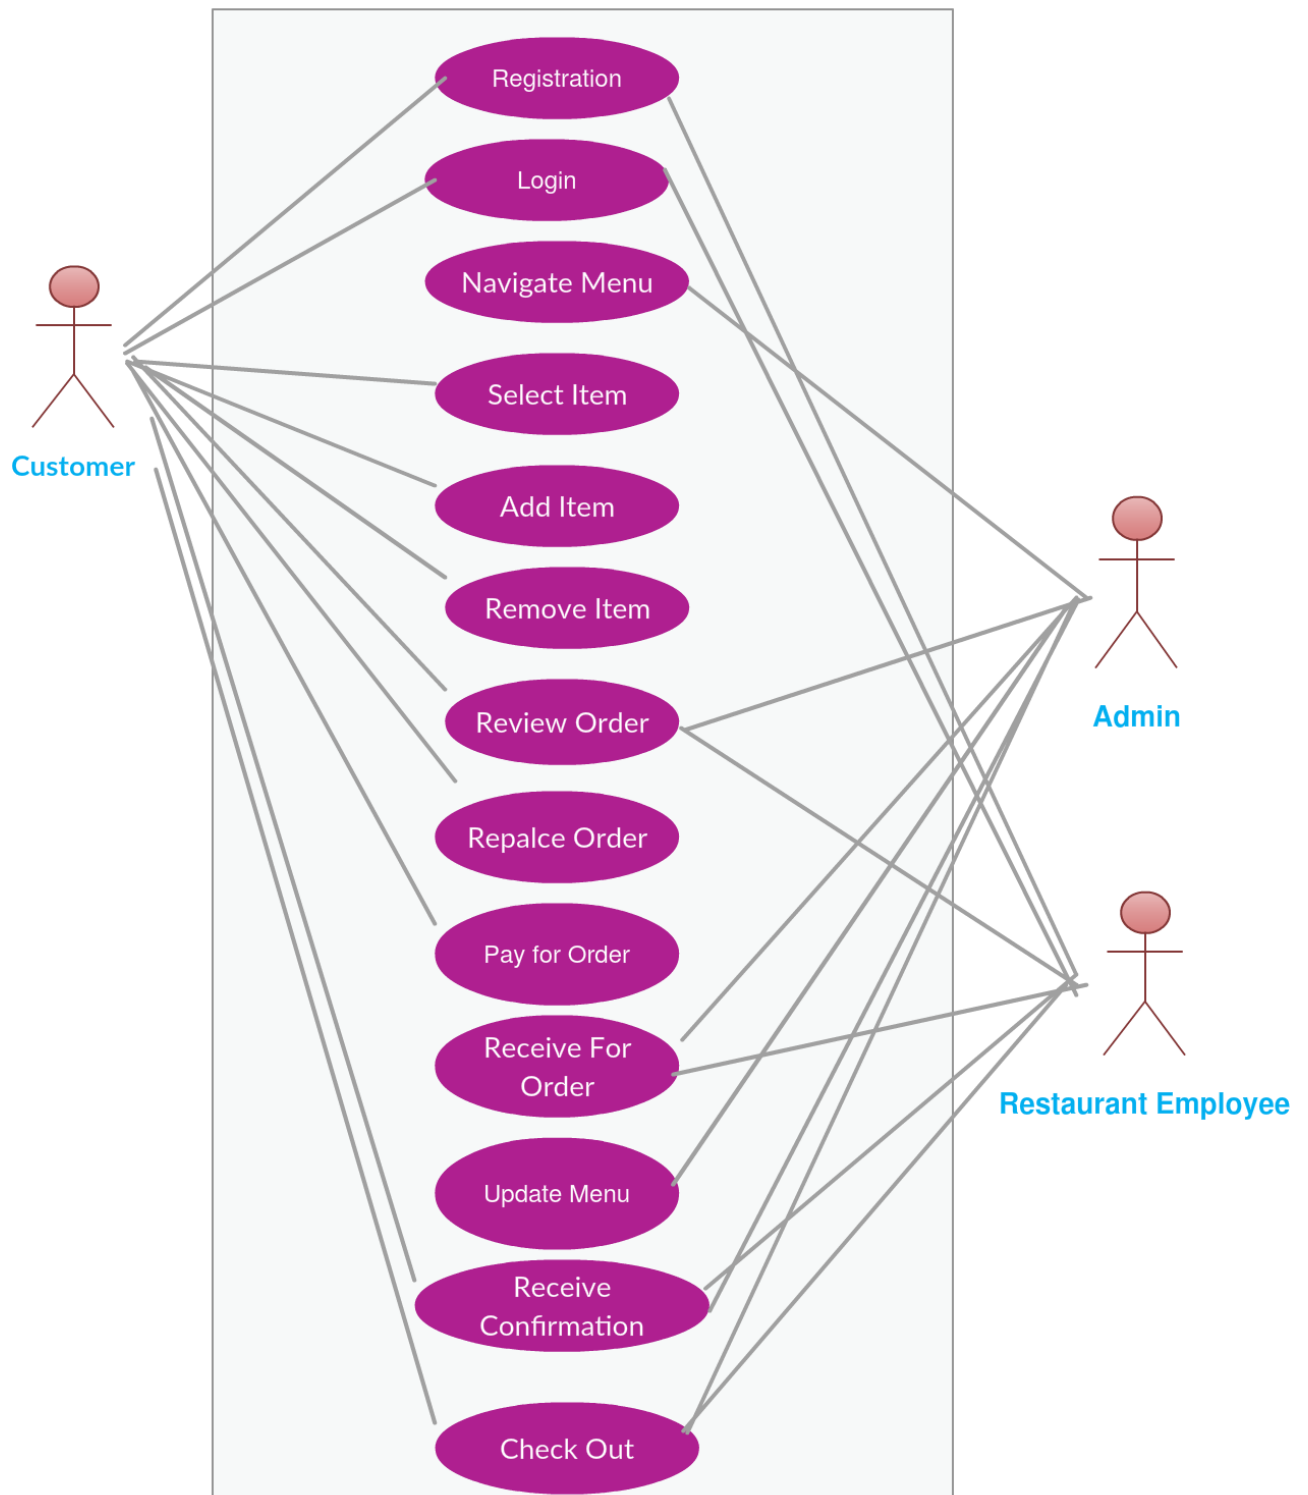 Registration
Login
Navigate Menu
Select Item
Customer
Add Item
Remove Item
Review Order
Admin
Repalce Order
Pay for Order
Receive For
Order
Restaurant Employee
Update Menu
Receive
Confirmation
Check Out